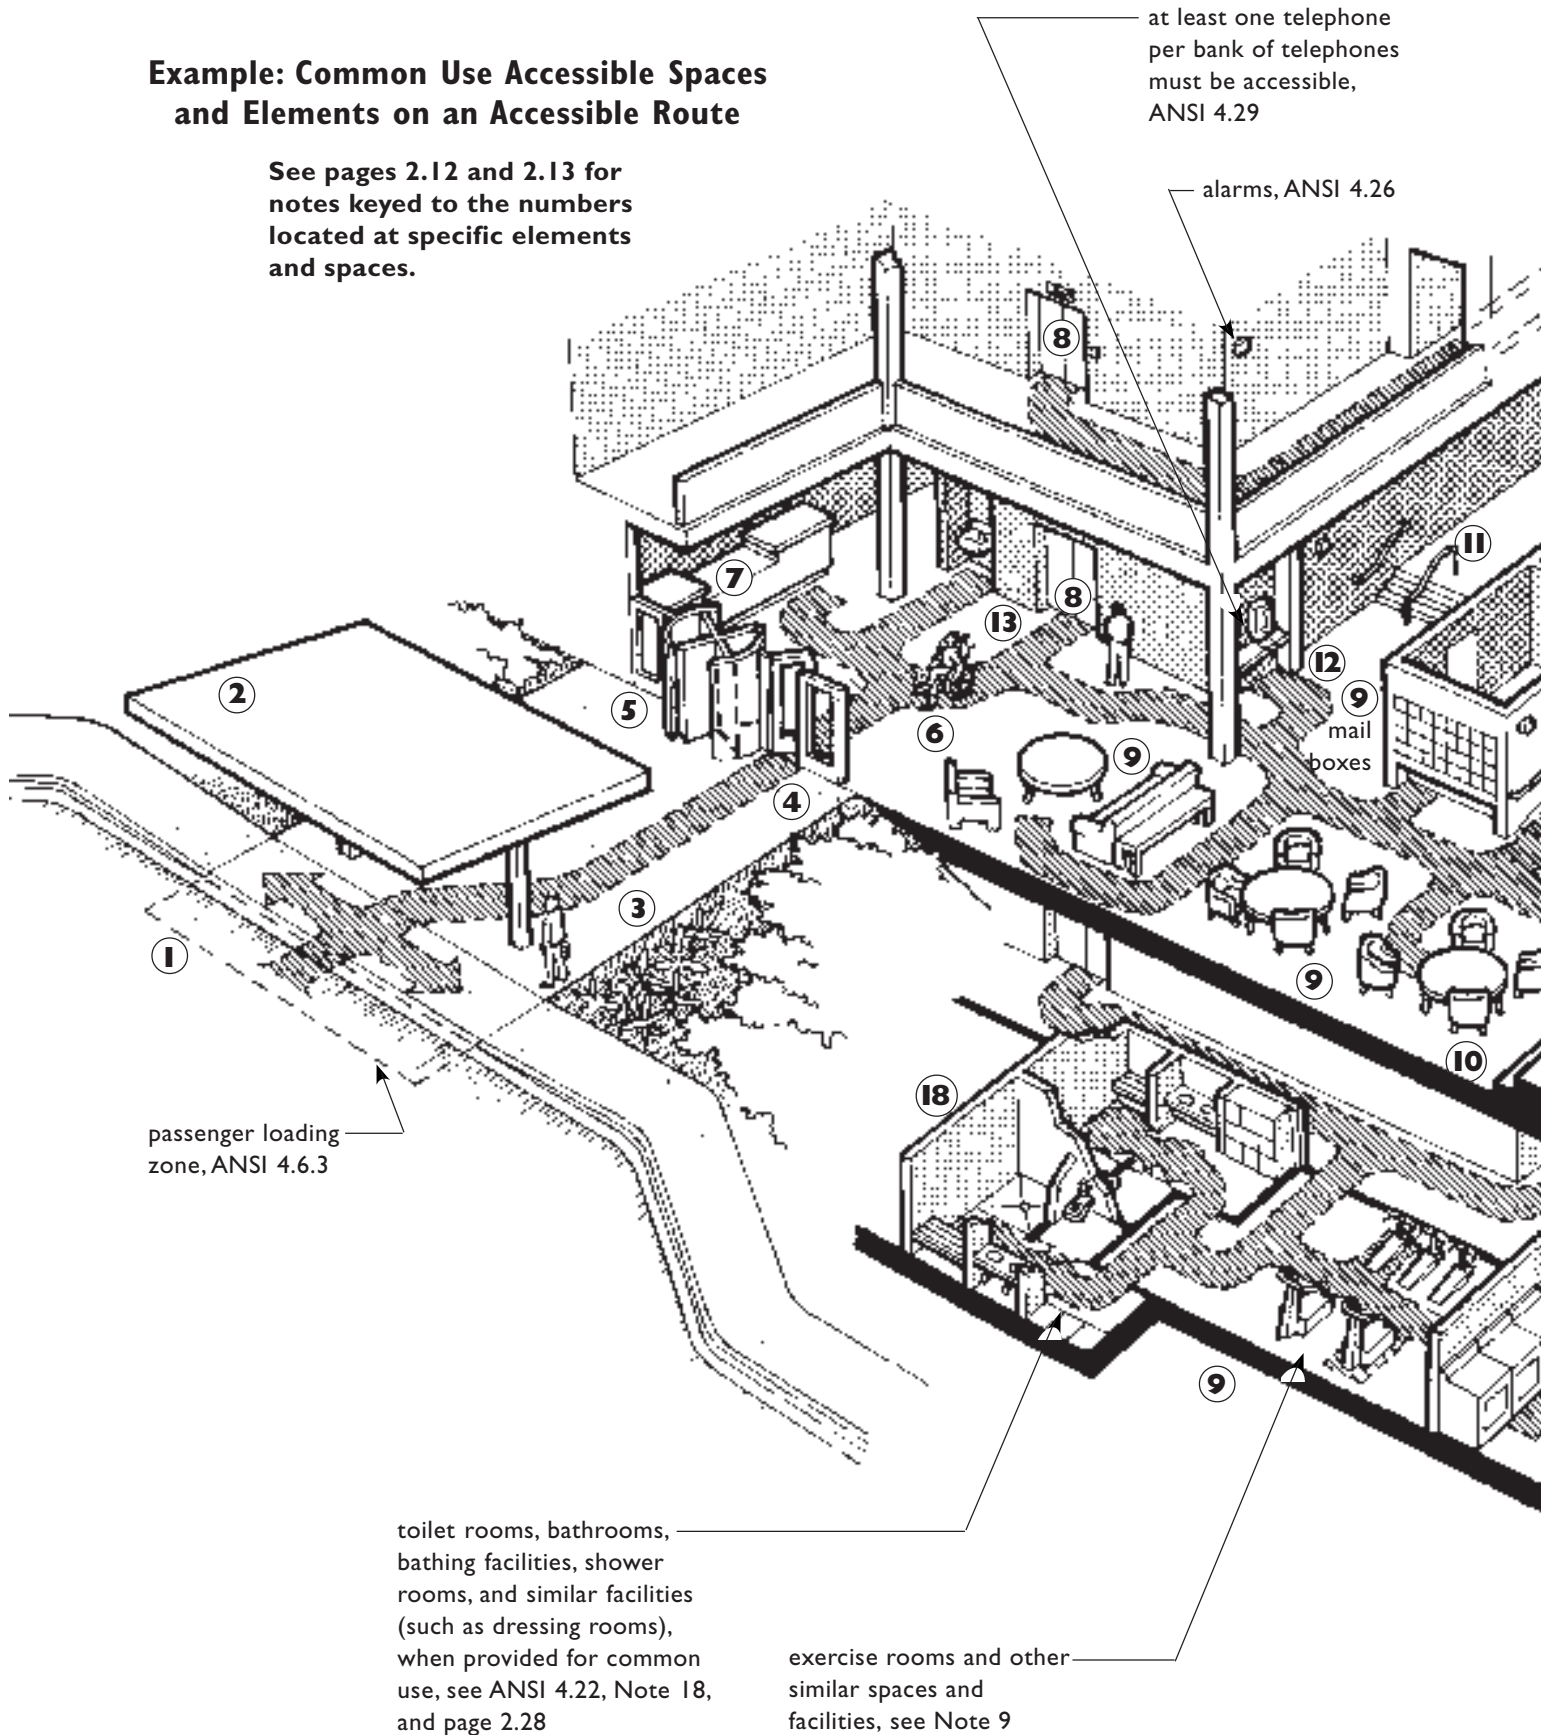 at least one telephone
per bank of telephones
must be accessible,
ANSI 4.29
Example: Common Use Accessible Spaces
and Elements on an Accessible Route
See pages 2.12 and 2.13 for
notes keyed to the numbers
located at specific elements
and spaces.
alarms, ANSI 4.26
8
11
7
8
13
12
2
5
9
mail
boxes
6
9
4
3
1
9
10
18
passenger loading
zone, ANSI 4.6.3
9
toilet rooms, bathrooms,
bathing facilities, shower
rooms, and similar facilities
(such as dressing rooms),
when provided for common
use, see ANSI 4.22, Note 18,
and page 2.28
exercise rooms and other
similar spaces and
facilities, see Note 9